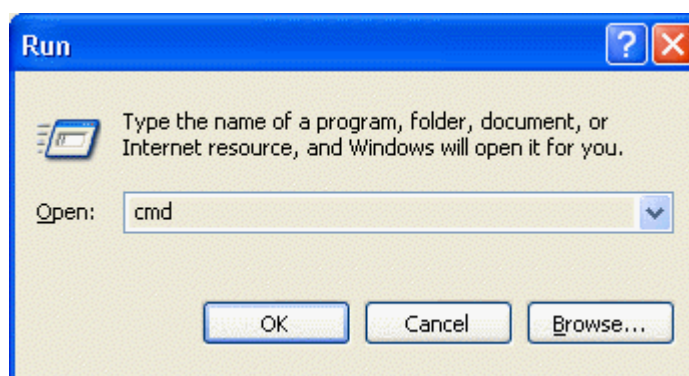 Run
Type the name of a program, folder, document, or
Internet resource, and Windows will open it for you.
Open: cmd
OK Cancel Browse...